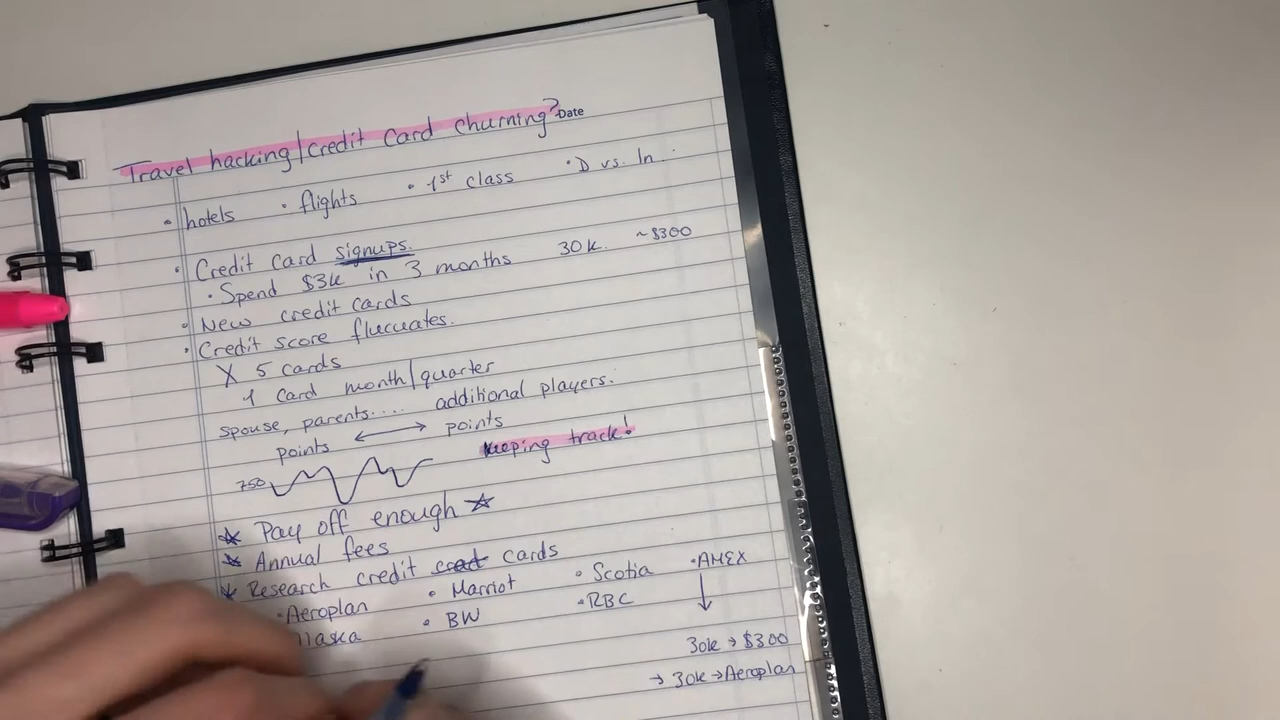 Date
Travel hacking/Credit Card churning?
• hotels • flights • 1st class • D vs. In.
• Credit Card signups.
• Spend $3k in 3 months 30k. ~$300
• New credit cards
• Credit score flucuates.
X 5 cards
1 Card month/quarter
spouse, parents.... additional players.
points ⟷ points
Keeping track!
750
☆ Pay off enough ☆
☆ Annual fees
☆ Research credit cards
• Aeroplan • Marriot • Scotia • AMEX
• BW • RBC ↓
30k → $300
→ 30k → Aeroplan